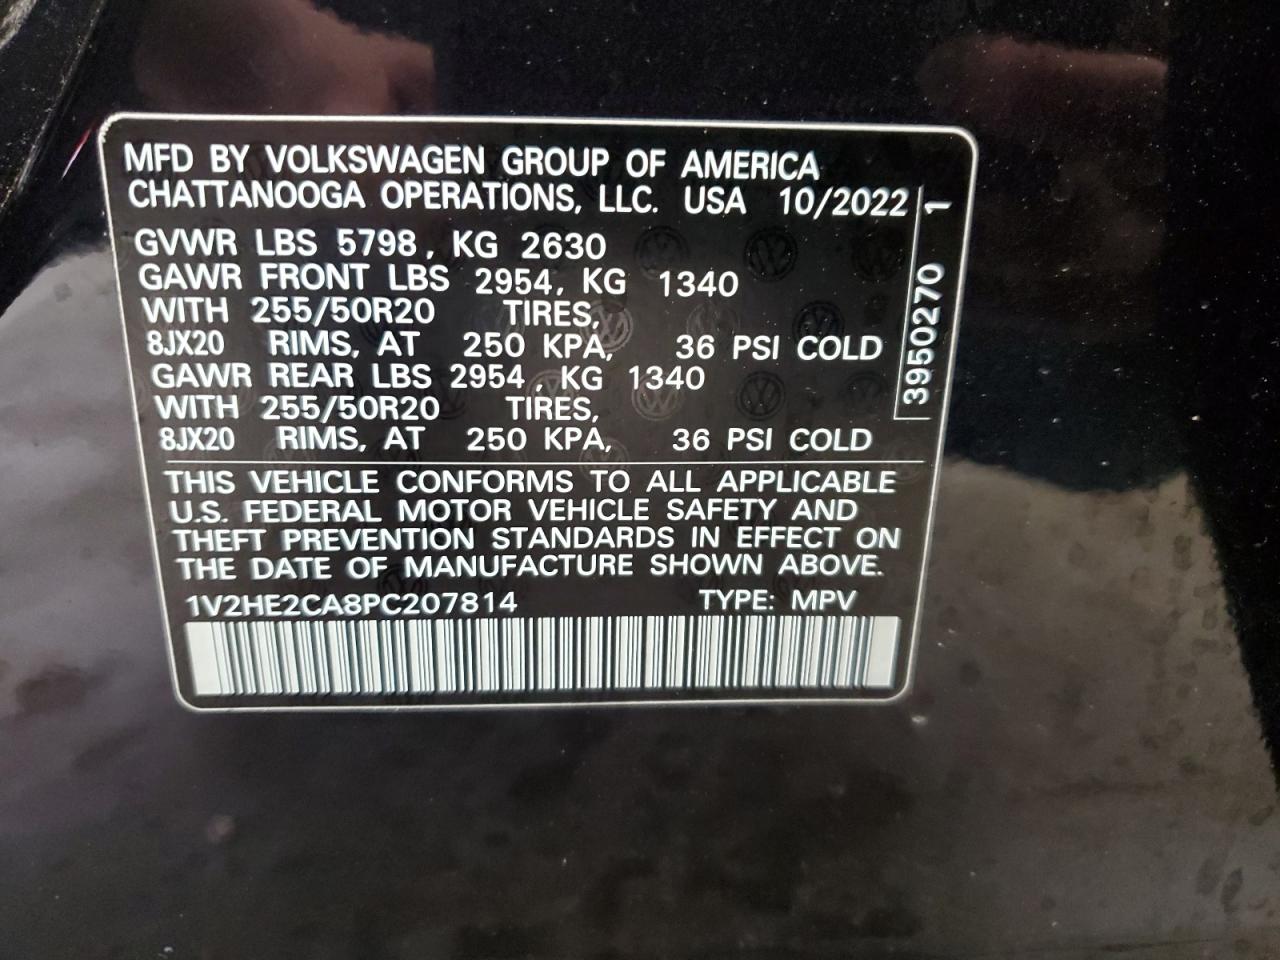 MFD BY VOLKSWAGEN GROUP OF AMERICA
CHATTANOOGA OPERATIONS, LLC. USA 10/2022
GVWR LBS 5798, KG 2630
GAWR FRONT LBS 2954, KG 1340
WITH 255/50R20 TIRES,
8JX20 RIMS, AT 250 KPA, 36 PSI COLD
GAWR REAR LBS 2954, KG 1340
WITH 255/50R20 TIRES,
8JX20 RIMS, AT 250 KPA, 36 PSI COLD
3950270 1
THIS VEHICLE CONFORMS TO ALL APPLICABLE
U.S. FEDERAL MOTOR VEHICLE SAFETY AND
THEFT PREVENTION STANDARDS IN EFFECT ON
THE DATE OF MANUFACTURE SHOWN ABOVE.
1V2HE2CA8PC207814 TYPE: MPV